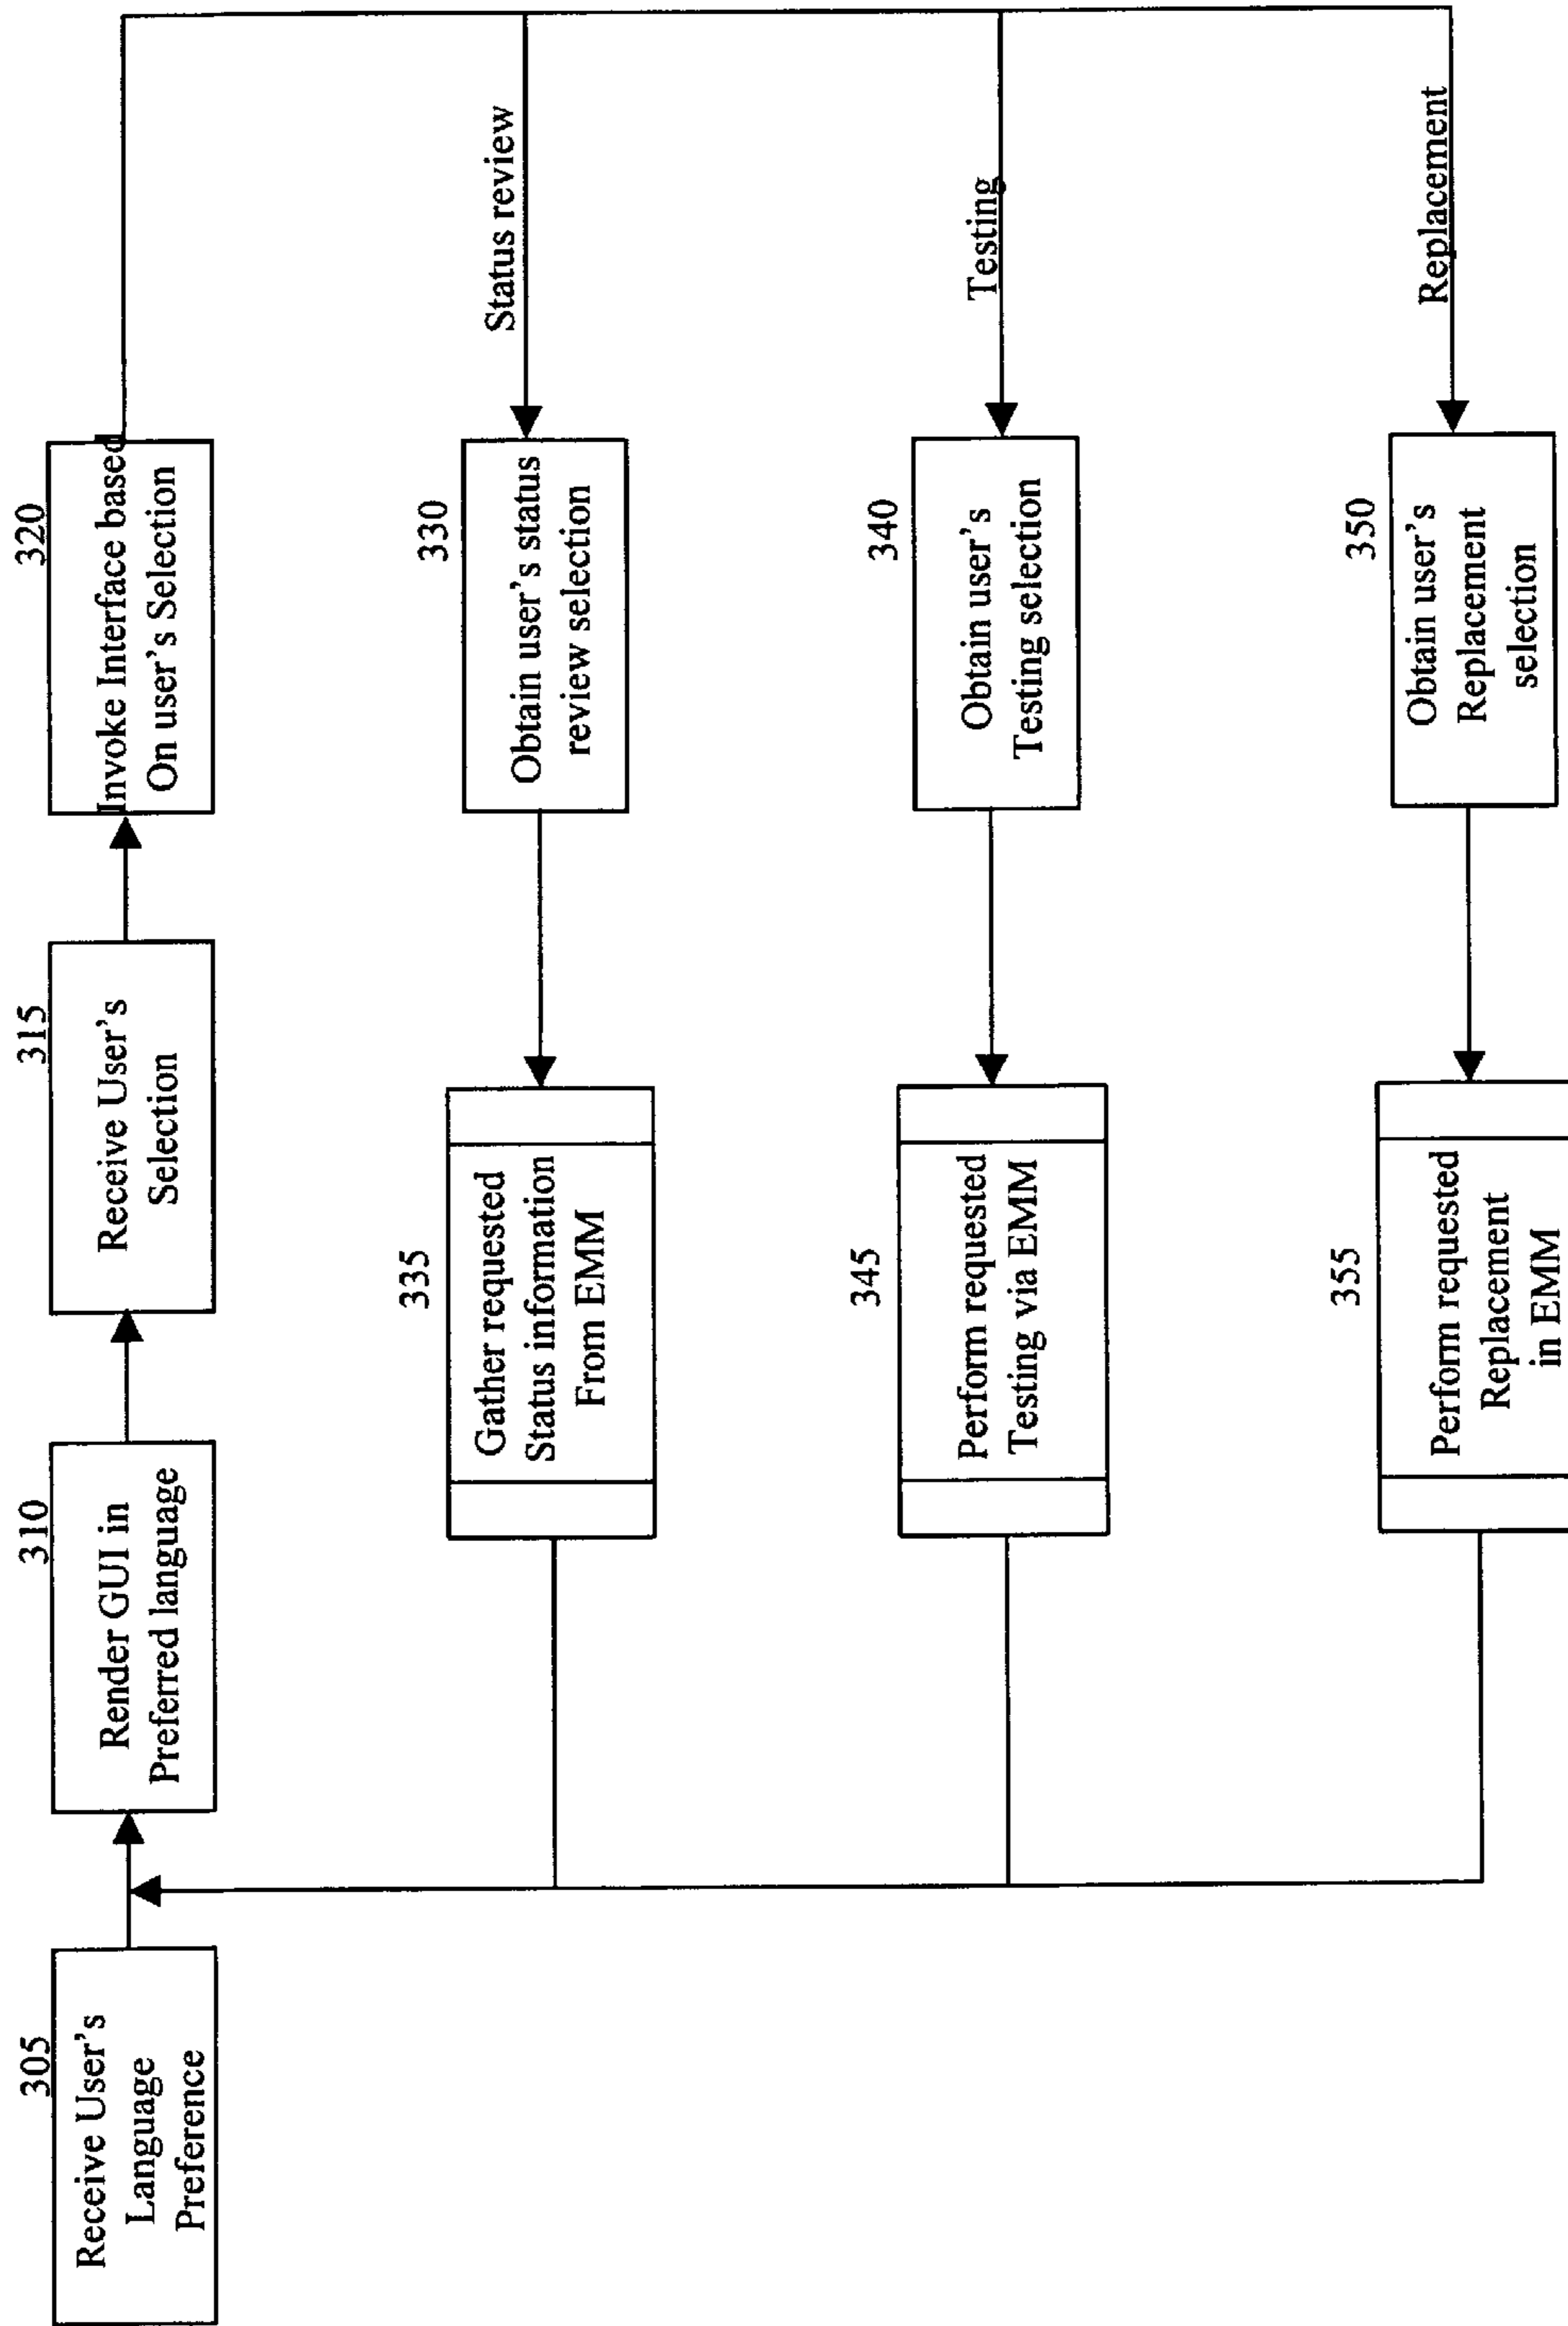 305
Receive User's
Language
Preference
310
Render GUI in
Preferred language
315
Receive User's
Selection
320
Invoke Interface based
On user's Selection
Status review
330
Obtain user's status
review selection
335
Gather requested
Status information
From EMM
Testing
340
Obtain user's
Testing selection
345
Perform requested
Testing via EMM
Replacement
350
Obtain user's
Replacement
selection
355
Perform requested
Replacement
in EMM